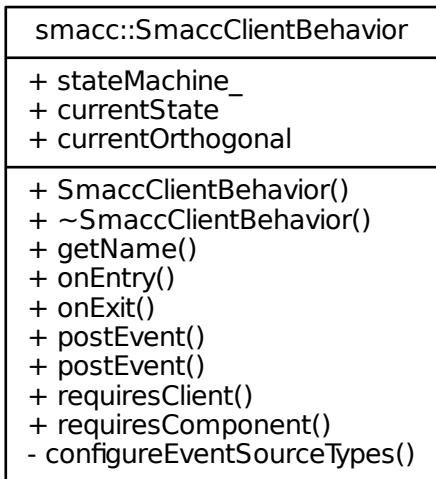 smacc::SmaccClientBehavior
+ stateMachine_
+ currentState
+ currentOrthogonal
+ SmaccClientBehavior()
+ ~SmaccClientBehavior()
+ getName()
+ onEntry()
+ onExit()
+ postEvent()
+ postEvent()
+ requiresClient()
+ requiresComponent()
- configureEventSourceTypes()